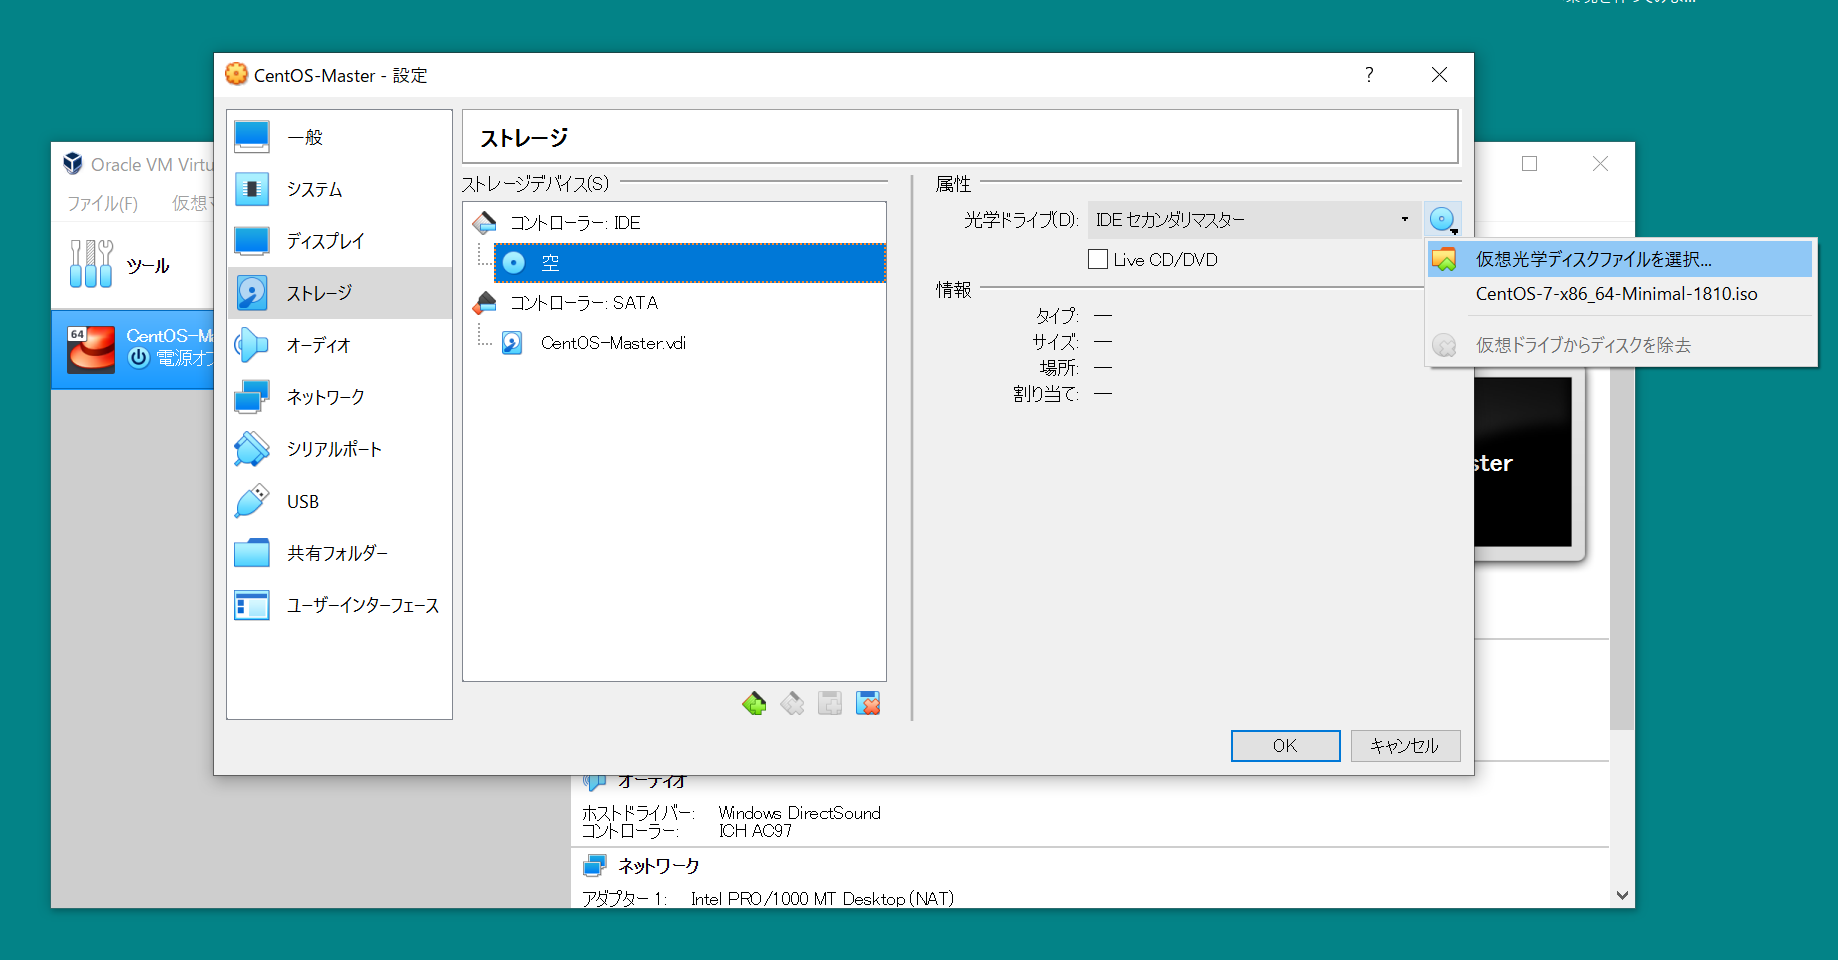 CentOS-Master - 設定
?
Oracle VM Virtu
ファイル(F)
ツール
64
CentOS-Ma
電源オフ
一般
システム
ディスプレイ
ストレージ
オーディオ
ネットワーク
シリアルポート
USB
共有フォルダー
ユーザーインターフェース
ストレージ
ストレージデバイス(S)
コントローラー: IDE
空
コントローラー: SATA
CentOS-Master.vdi
属性
光学ドライブ(D): IDE セカンダリマスター
Live CD/DVD
情報
タイプ: —
サイズ: —
場所: —
割り当て: —
仮想光学ディスクファイルを選択...
CentOS-7-x86_64-Minimal-1810.iso
仮想ドライブからディスクを除去
ster
OK
キャンセル
オーディオ
ホストドライバー: Windows DirectSound
コントローラー: ICH AC97
ネットワーク
アダプター 1: Intel PRO/1000 MT Desktop (NAT)